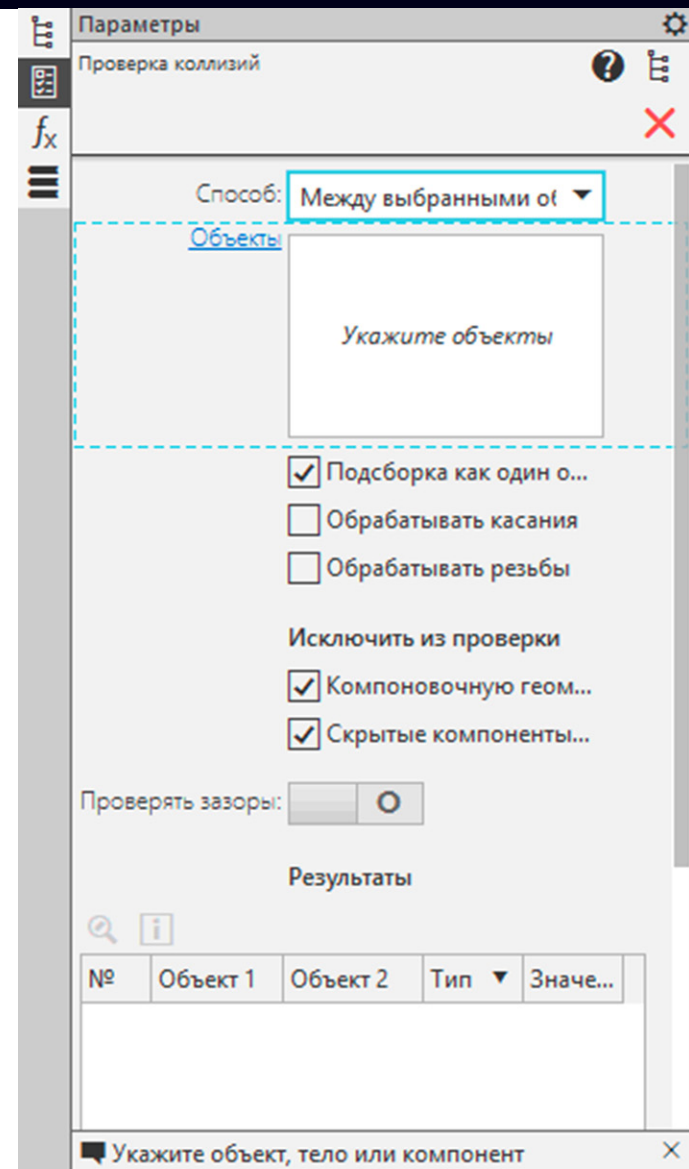 Параметры
Проверка коллизий
fx
Способ: Между выбранными об
Объекты
Укажите объекты
Подсборка как один о...
Обрабатывать касания
Обрабатывать резьбы
Исключить из проверки
Компоновочную геом...
Скрытые компоненты...
Проверять зазоры:
Результаты
№ Объект 1 Объект 2 Тип Значе...
Укажите объект, тело или компонент